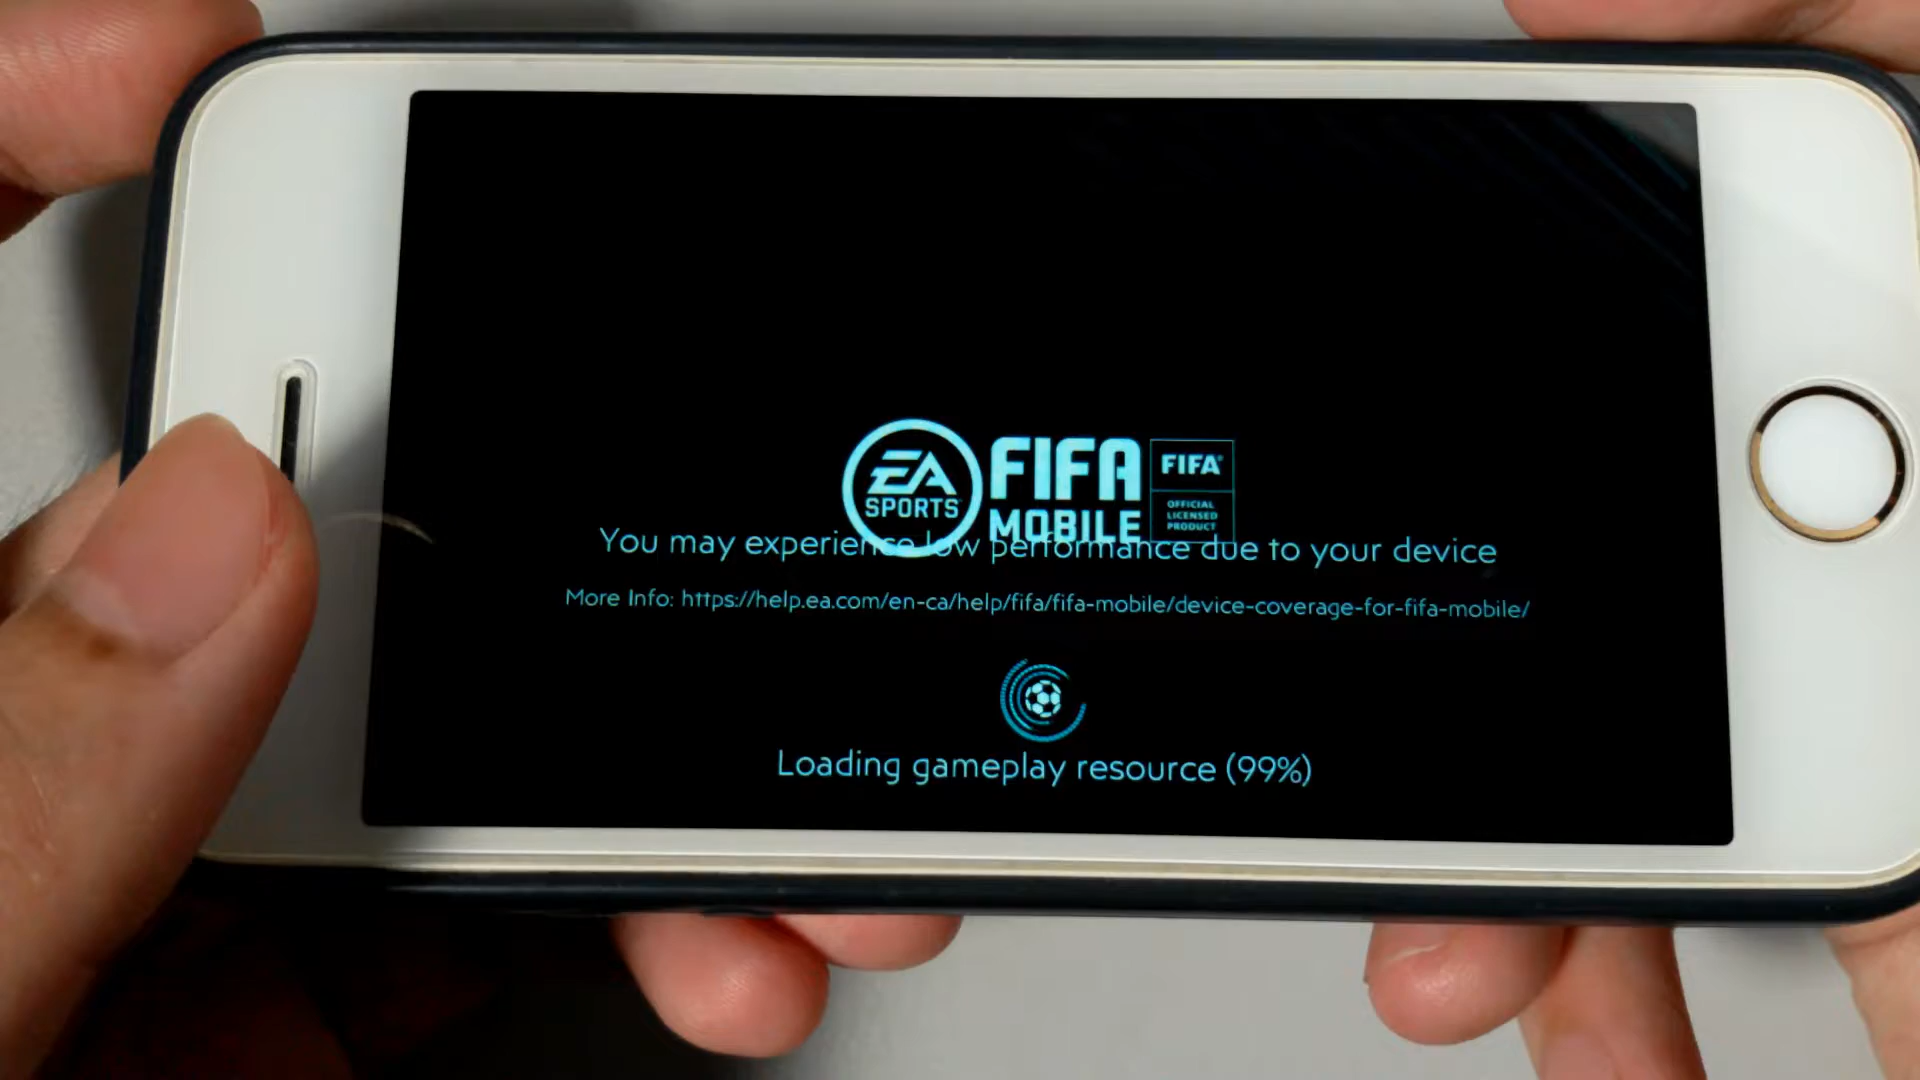 EA
SPORTS
FIFA
MOBILE
FIFA
OFFICIAL
LICENSED
PRODUCT
You may experience low performance due to your device
More Info: https://help.ea.com/en-ca/help/fifa/fifa-mobile/device-coverage-for-fifa-mobile/
Loading gameplay resource (99%)